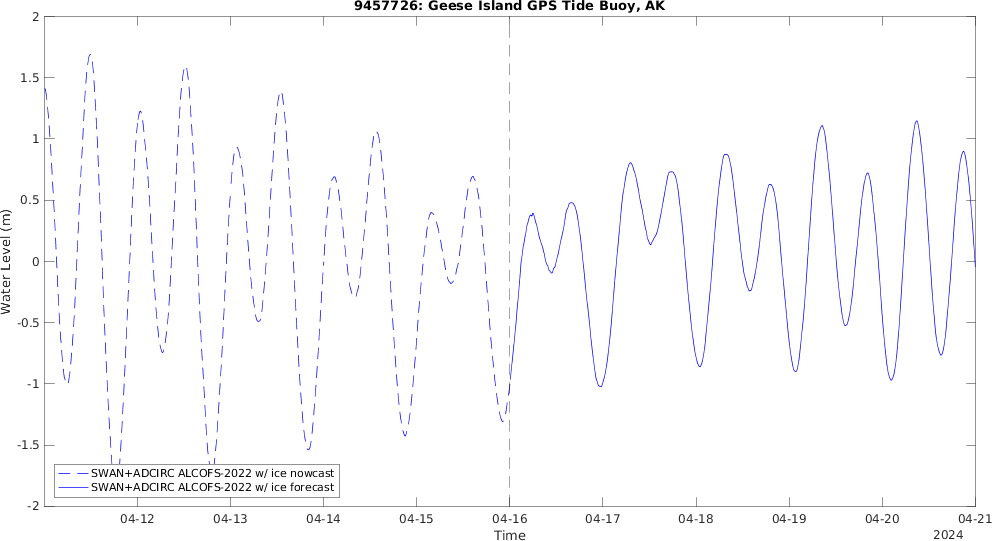 9457726: Geese Island GPS Tide Buoy, AK
2
1.5
1
0.5
0
-0.5
-1
-1.5
-2
Water Level (m)
SWAN+ADCIRC ALCOFS-2022 w/ ice nowcast
SWAN+ADCIRC ALCOFS-2022 w/ ice forecast
04-12 04-13 04-14 04-15 04-16 04-17 04-18 04-19 04-20 04-21
Time
2024